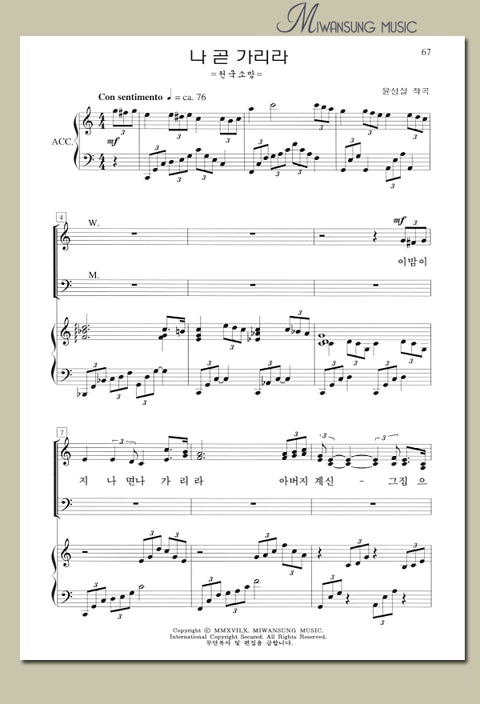 MIWANSUNG MUSIC
나 곧 가리라
67
=천국소망=
윤성실 작곡
Con sentimento ♩= ca. 76
ACC.
mf
4
W.
mf
이밤이
M.
7
지 나 면 나 가 리 라 아버지 계신 - 그집 으
Copyright © MMXVILX. MIWANSUNG MUSIC.
International Copyright Secured. All Rights Reserved.
무단복사 및 편집을 금합니다.